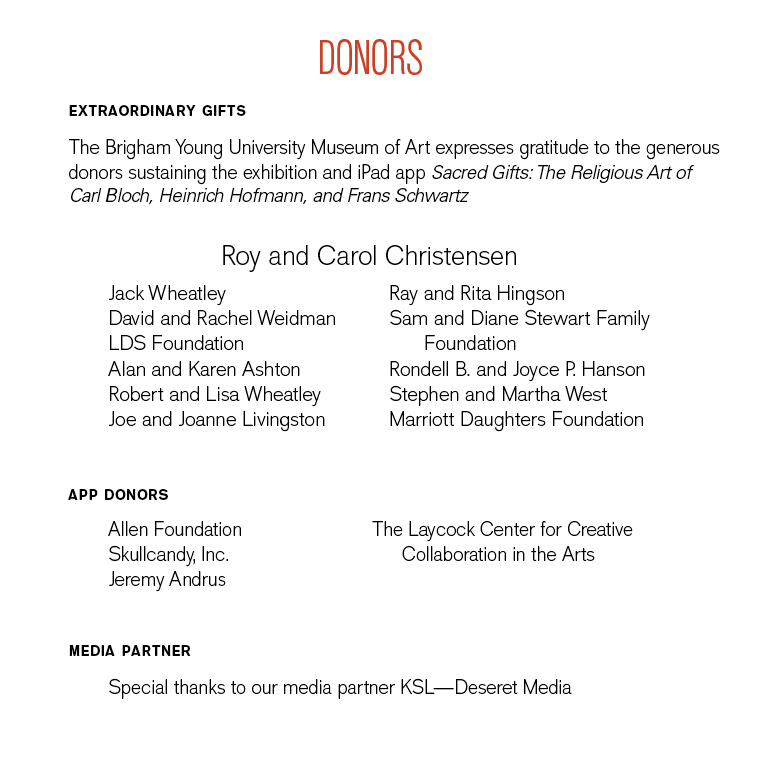 DONORS
EXTRAORDINARY GIFTS
The Brigham Young University Museum of Art expresses gratitude to the generous
donors sustaining the exhibition and iPad app Sacred Gifts: The Religious Art of
Carl Bloch, Heinrich Hofmann, and Frans Schwartz
Roy and Carol Christensen
Jack Wheatley
David and Rachel Weidman
LDS Foundation
Alan and Karen Ashton
Robert and Lisa Wheatley
Joe and Joanne Livingston
Ray and Rita Hingson
Sam and Diane Stewart Family
Foundation
Rondell B. and Joyce P. Hanson
Stephen and Martha West
Marriott Daughters Foundation
APP DONORS
Allen Foundation
Skullcandy, Inc.
Jeremy Andrus
The Laycock Center for Creative
Collaboration in the Arts
MEDIA PARTNER
Special thanks to our media partner KSL—Deseret Media